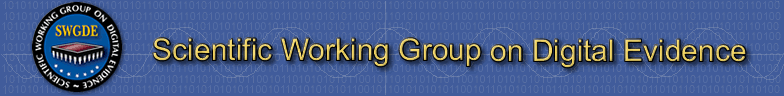 SCIENTIFIC WORKING GROUP ON DIGITAL EVIDENCE ~
SWGDE
Scientific Working Group on Digital Evidence